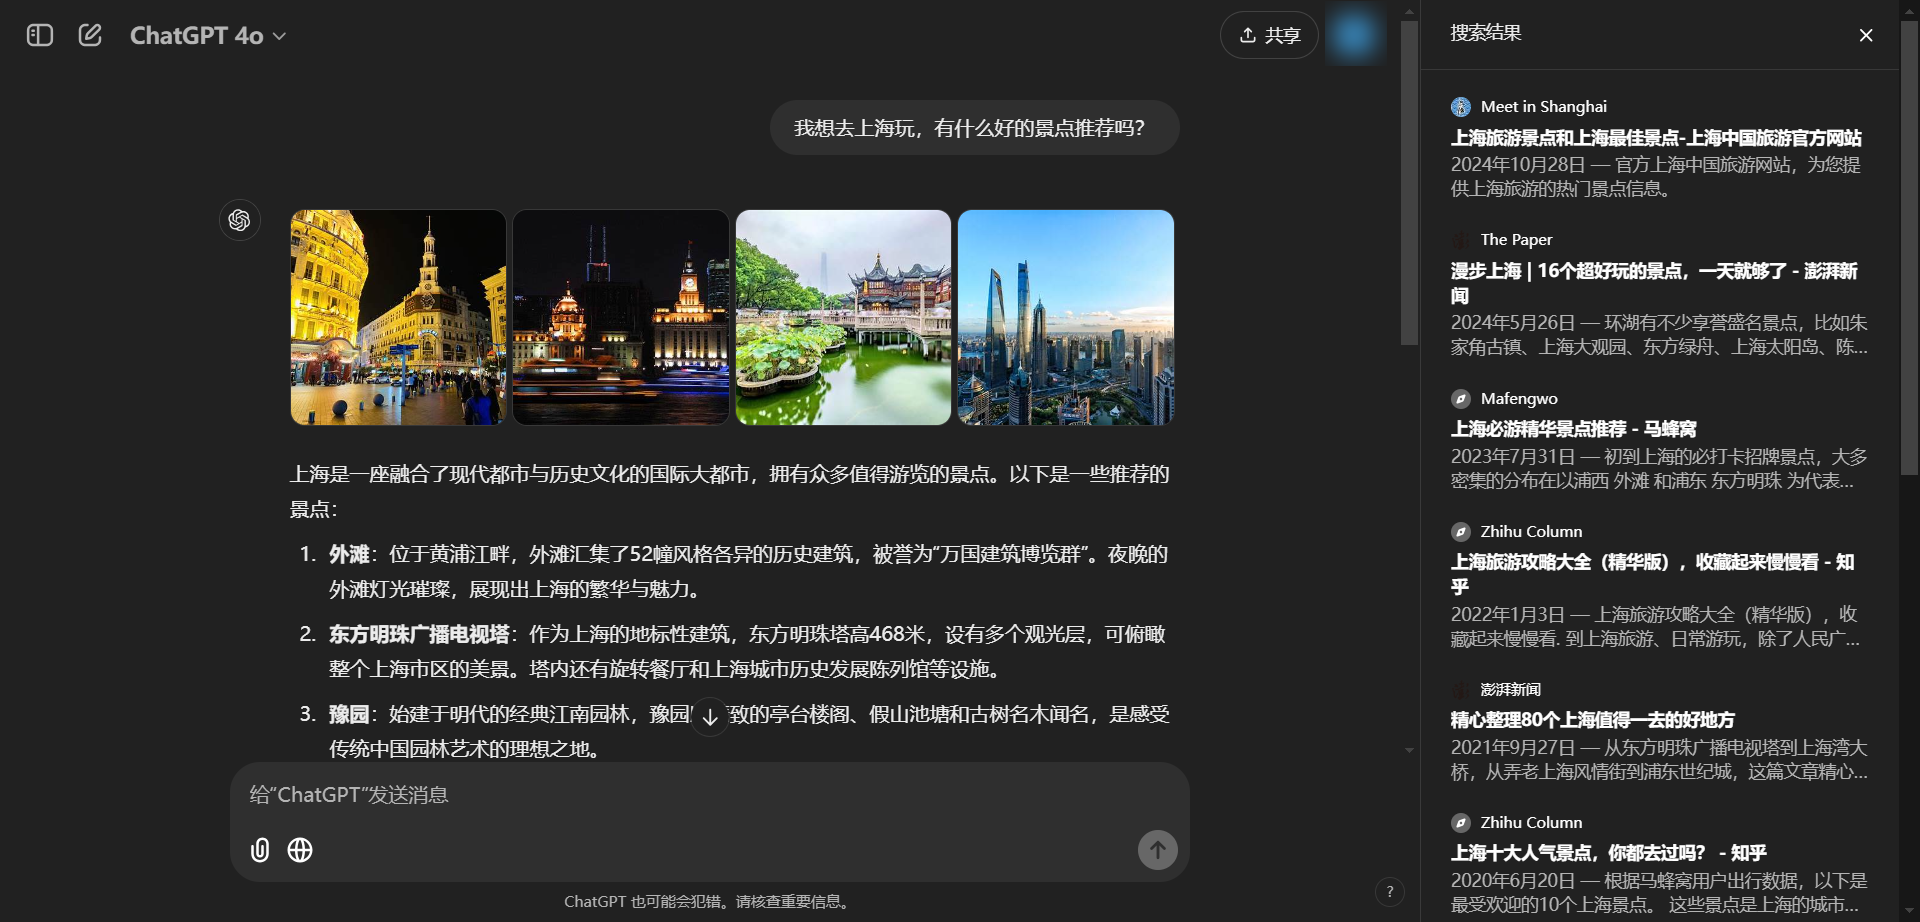 ChatGPT 4o
共享
我想去上海玩，有什么好的景点推荐吗？
上海是一座融合了现代都市与历史文化的国际大都市，拥有众多值得游览的景点。以下是一些推荐的
景点：
1. 外滩：位于黄浦江畔，外滩汇集了52幢风格各异的历史建筑，被誉为“万国建筑博览群”。夜晚的
外滩灯光璀璨，展现出上海的繁华与魅力。
2. 东方明珠广播电视塔：作为上海的地标性建筑，东方明珠塔高468米，设有多个观光层，可俯瞰
整个上海市区的美景。塔内还有旋转餐厅和上海城市历史发展陈列馆等设施。
3. 豫园：始建于明代的经典江南园林，豫园 致的亭台楼阁、假山池塘和古树名木闻名，是感受
传统中国园林艺术的理想之地。
给“ChatGPT”发送消息
ChatGPT 也可能会犯错。请核查重要信息。
?
搜索结果
Meet in Shanghai
上海旅游景点和上海最佳景点-上海中国旅游官方网站
2024年10月28日 — 官方上海中国旅游网站，为您提
供上海旅游的热门景点信息。
The Paper
漫步上海 | 16个超好玩的景点，一天就够了 - 澎湃新
闻
2024年5月26日 — 环湖有不少享誉盛名景点，比如朱
家角古镇、上海大观园、东方绿舟、上海太阳岛、陈...
Mafengwo
上海必游精华景点推荐 - 马蜂窝
2023年7月31日 — 初到上海的必打卡招牌景点，大多
密集的分布在以浦西 外滩 和浦东 东方明珠 为代表...
Zhihu Column
上海旅游攻略大全（精华版），收藏起来慢慢看 - 知
乎
2022年1月3日 — 上海旅游攻略大全（精华版），收
藏起来慢慢看. 到上海旅游、日常游玩，除了人民广...
澎湃新闻
精心整理80个上海值得一去的好地方
2021年9月27日 — 从东方明珠广播电视塔到上海湾大
桥，从弄老上海风情街到浦东世纪城，这篇文章精心...
Zhihu Column
上海十大人气景点，你都去过吗？ - 知乎
2020年6月20日 — 根据马蜂窝用户出行数据，以下是
最受欢迎的10个上海景点。 这些景点是上海的城市...